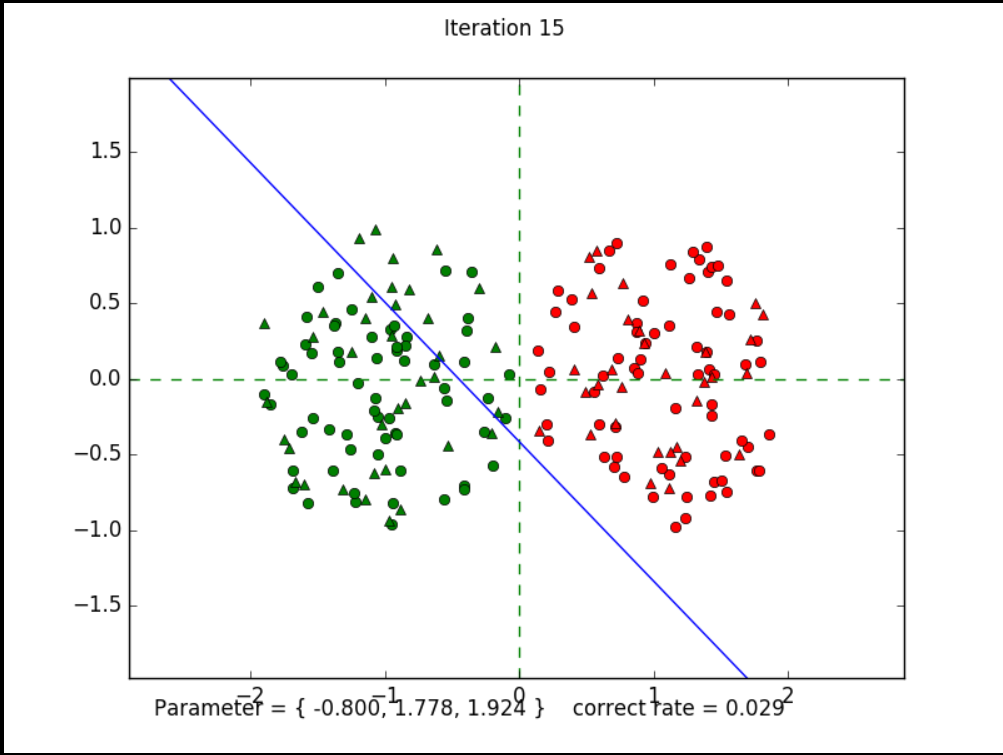 Iteration 15
1.5
1.0
0.5
0.0
−0.5
−1.0
−1.5
−2 −1 0 1 2
Parameter = { -0.800, 1.778, 1.924 } correct rate = 0.029